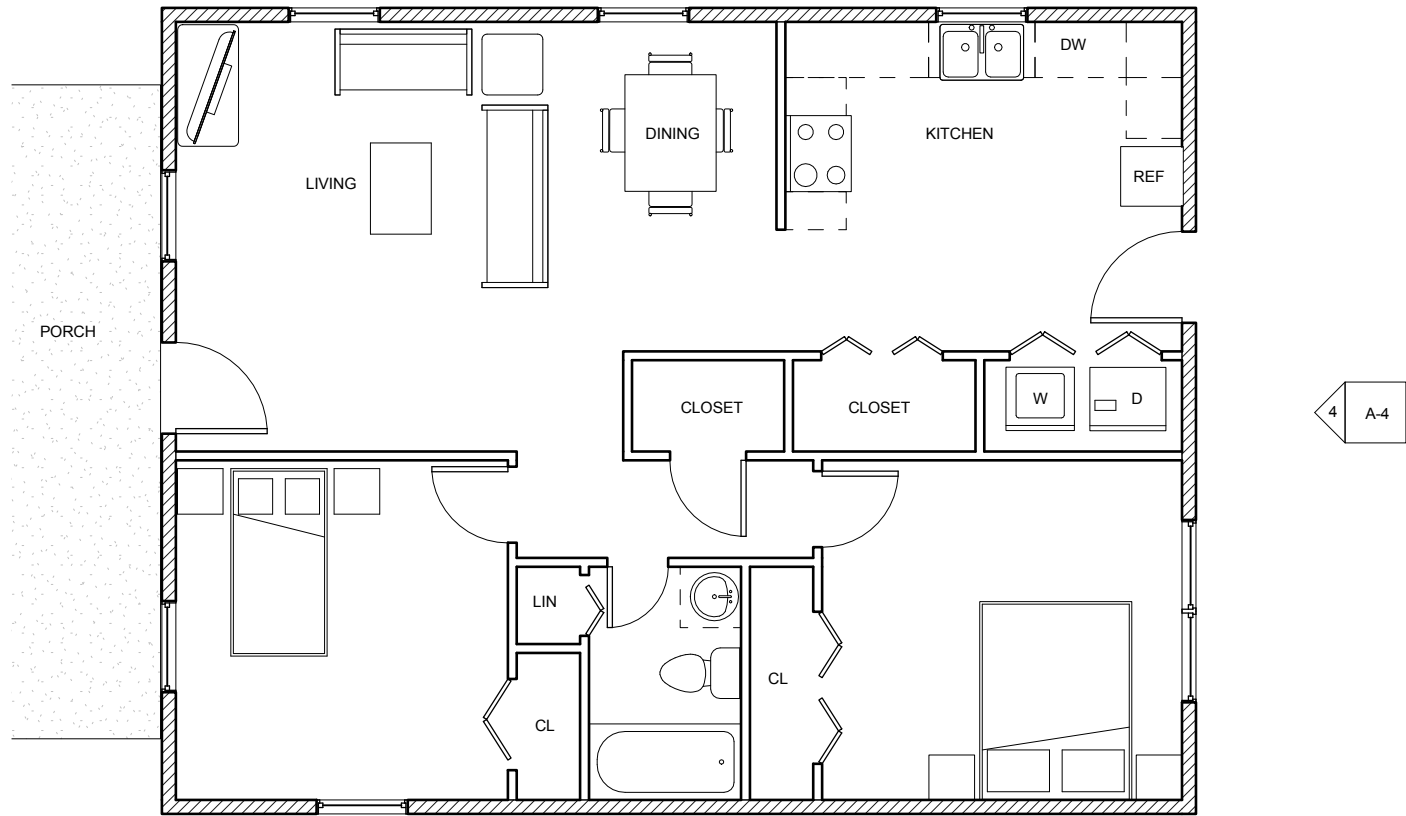 DW
LIVING
DINING
KITCHEN
REF
PORCH
CLOSET
CLOSET
W
D
4
A-4
LIN
CL
CL